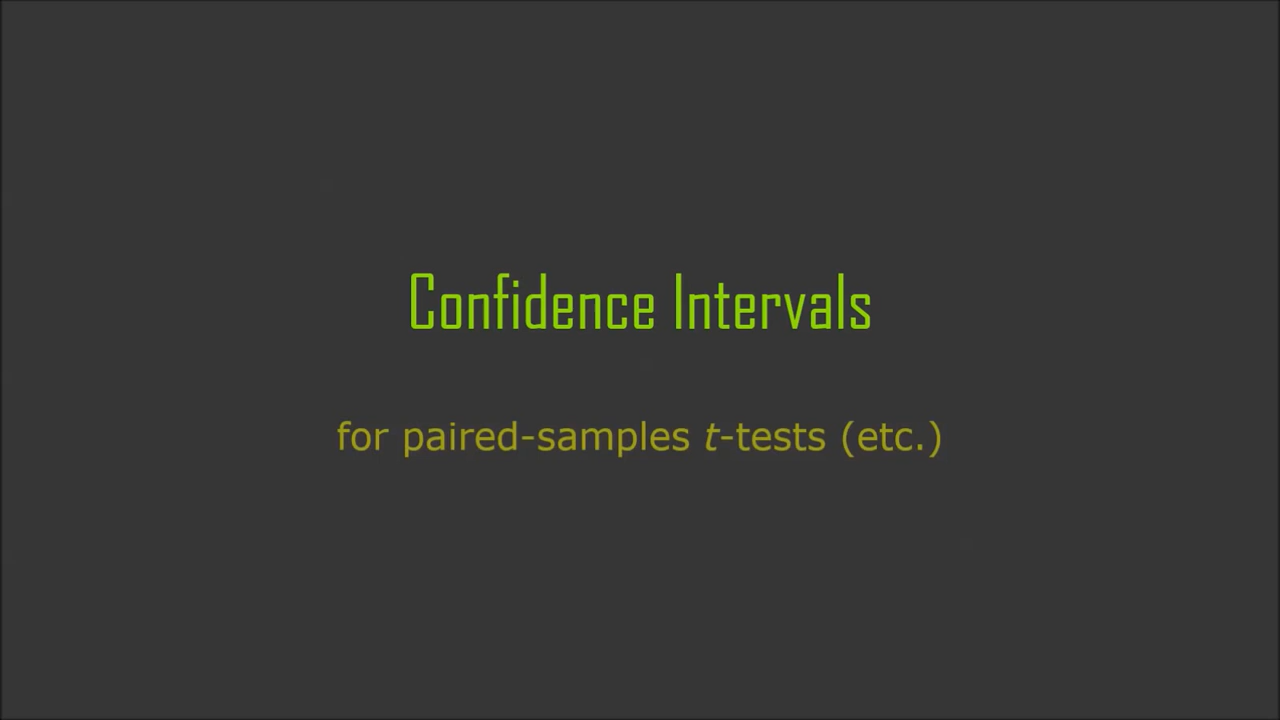 Confidence Intervals
for paired-samples t-tests (etc.)